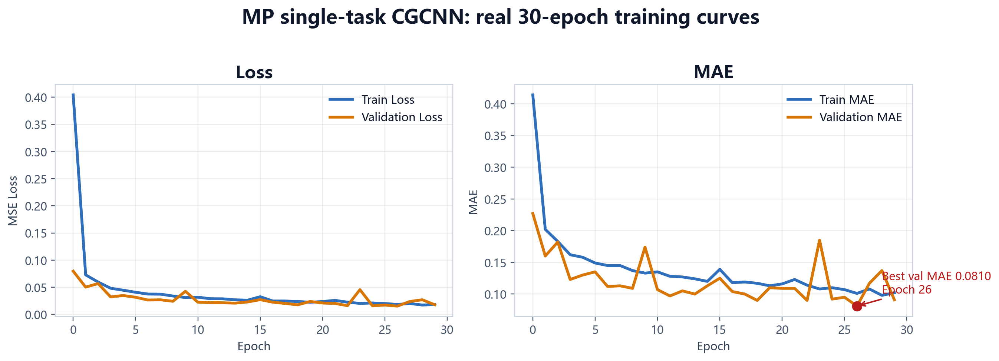 MP single-task CGCNN: real 30-epoch training curves
Loss
0.40
0.35
0.30
0.25
0.20
0.15
0.10
0.05
0.00
MSE Loss
Train Loss
Validation Loss
0
5
10
15
20
25
30
Epoch
MAE
0.40
0.35
0.30
0.25
0.20
0.15
0.10
MAE
Train MAE
Validation MAE
Best val MAE 0.0810
Epoch 26
0
5
10
15
20
25
30
Epoch